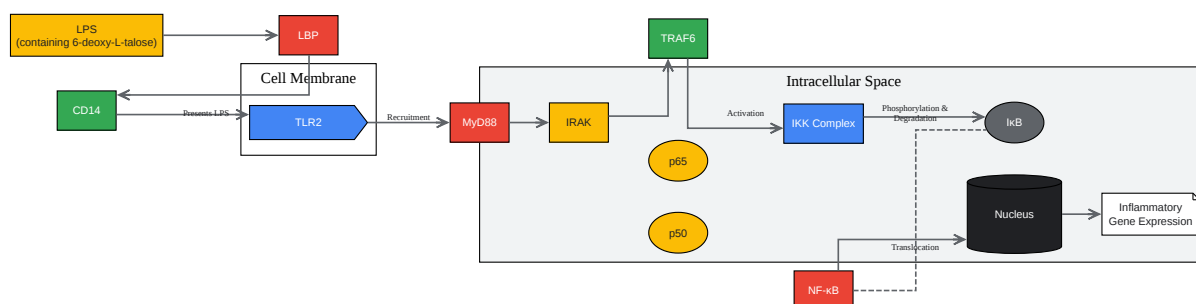 LPS
(containing 6-deoxy-L-talose)
LBP
TRAF6
Cell Membrane
Intracellular Space
CD14
Presents LPS
TLR2
Recruitment
MyD88
IRAK
Activation
IKK Complex
Phosphorylation &
Degradation
IκB
p65
p50
Nucleus
Inflammatory
Gene Expression
Translocation
NF-κB